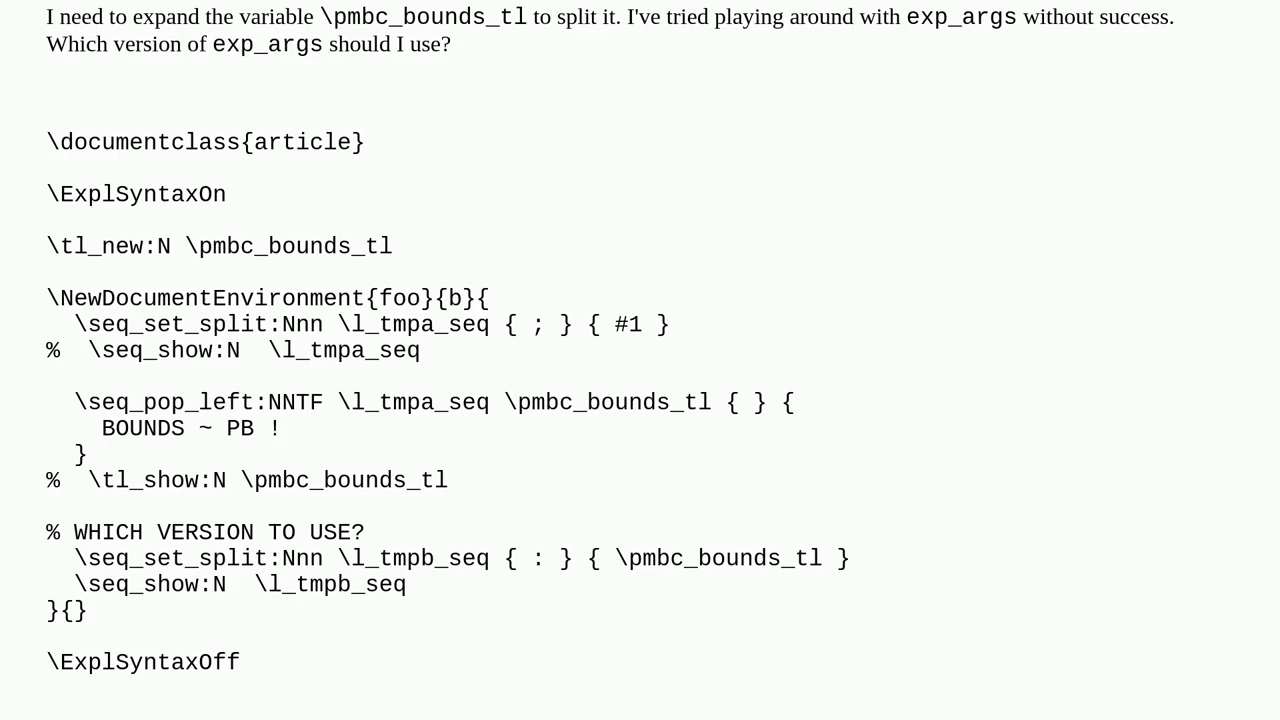 I need to expand the variable \pmbc_bounds_tl to split it. I've tried playing around with exp_args without success.
Which version of exp_args should I use?
\documentclass{article}
\ExplSyntaxOn
\tl_new:N \pmbc_bounds_tl
\NewDocumentEnvironment{foo}{b}{
  \seq_set_split:Nnn \l_tmpa_seq { ; } { #1 }
%  \seq_show:N  \l_tmpa_seq
  \seq_pop_left:NNTF \l_tmpa_seq \pmbc_bounds_tl { } {
    BOUNDS ~ PB !
  }
%  \tl_show:N \pmbc_bounds_tl
% WHICH VERSION TO USE?
  \seq_set_split:Nnn \l_tmpb_seq { : } { \pmbc_bounds_tl }
  \seq_show:N  \l_tmpb_seq
}{}
\ExplSyntaxOff